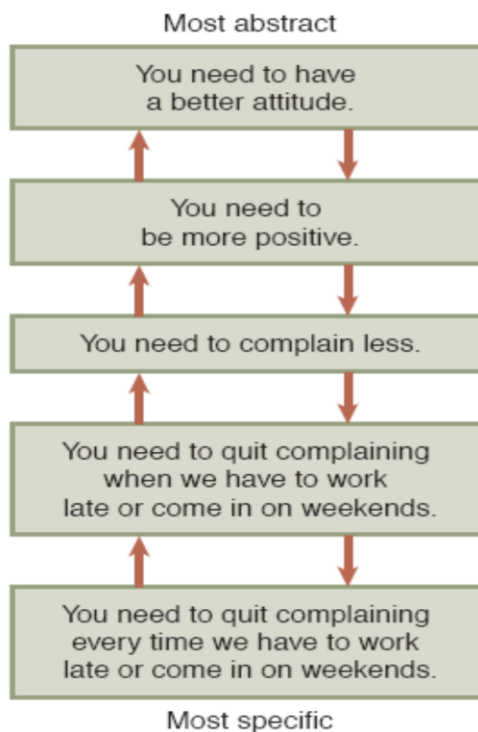 Most abstract
You need to have
a better attitude.
You need to
be more positive.
You need to complain less.
You need to quit complaining
when we have to work
late or come in on weekends.
You need to quit complaining
every time we have to work
late or come in on weekends.
Most specific